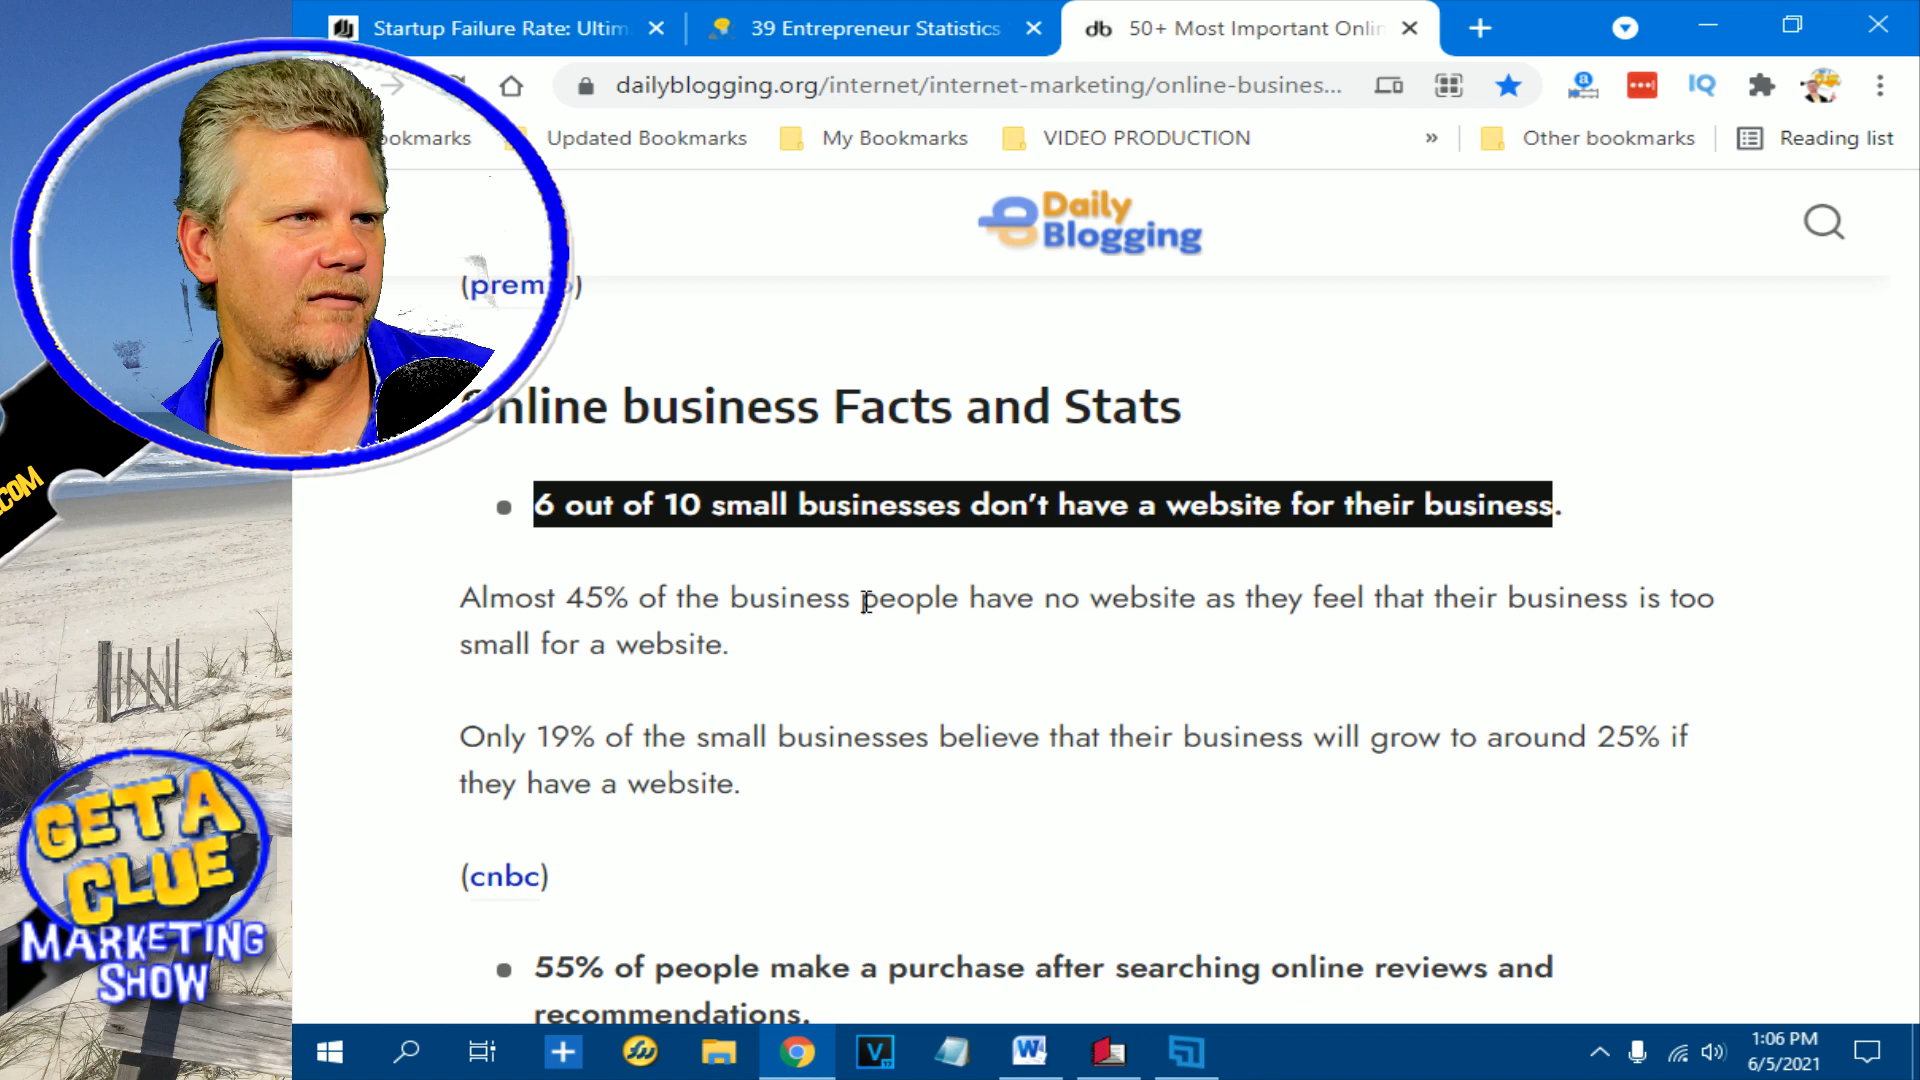 Startup Failure Rate: Ultim
39 Entrepreneur Statistics
db
50+ Most Important Onlin
dailyblogging.org/internet/internet-marketing/online-busines...
a
IQ
ookmarks
Updated Bookmarks
My Bookmarks
VIDEO PRODUCTION
»
Other bookmarks
Reading list
Daily
Blogging
(prem
)
Online business Facts and Stats
6 out of 10 small businesses don't have a website for their business.
Almost 45% of the business people have no website as they feel that their business is too
small for a website.
Only 19% of the small businesses believe that their business will grow to around 25% if
they have a website.
(cnbc)
55% of people make a purchase after searching online reviews and
recommendations.
.COM
GET A
CLUE
MARKETING
SHOW
V
W
1:06 PM
6/5/2021